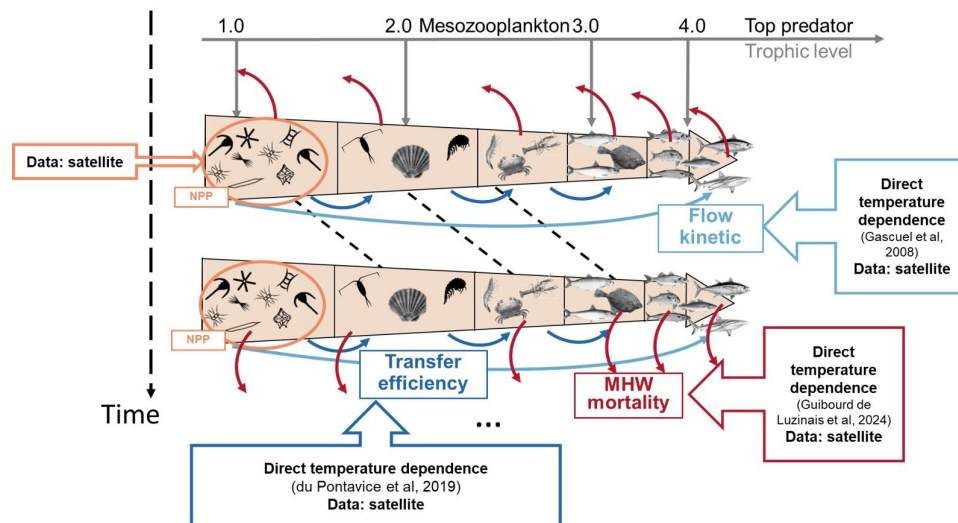 1.0
2.0 Mesozooplankton 3.0
4.0
Top predator
Trophic level
Data: satellite
NPP
Flow
kinetic
Direct
temperature
dependence
(Gascuel et al,
2008)
Data: satellite
NPP
Transfer
efficiency
MHW
mortality
Direct
temperature
dependence
(Guibourd de
Luzinais et al, 2024)
Data: satellite
Time
...
Direct temperature dependence
(du Pontavice et al, 2019)
Data: satellite